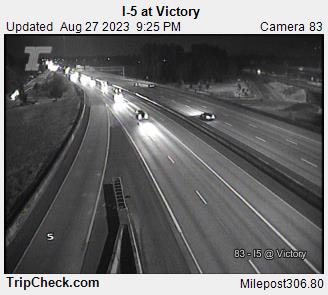 I-5 at Victory
Updated Aug 27 2023 9:25 PM
Camera 83
S
83 - I5 @ Victory
TripCheck.com
Milepost306.80